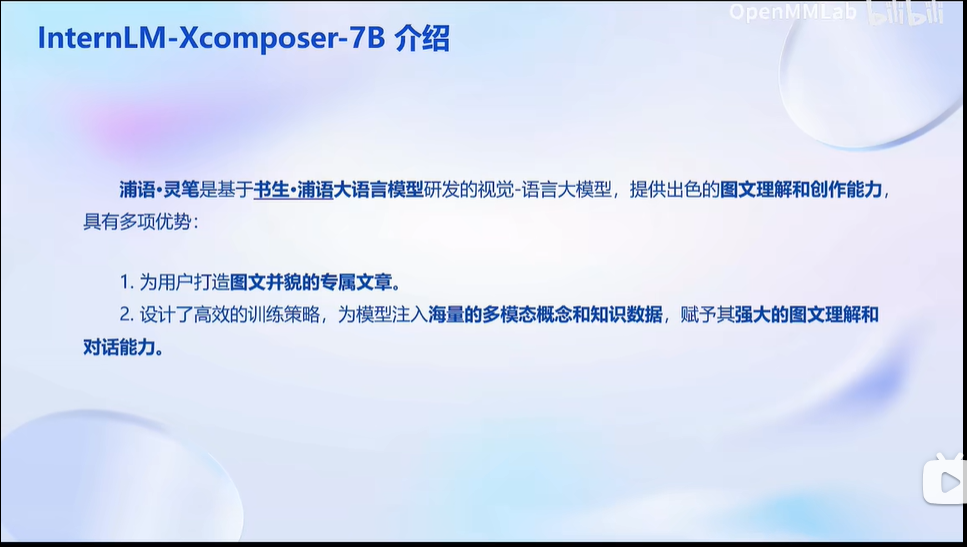 OpenMMLab bilibili
InternLM-Xcomposer-7B 介绍
浦语•灵笔是基于书生•浦语大语言模型研发的视觉-语言大模型，提供出色的图文理解和创作能力，
具有多项优势：
1. 为用户打造图文并貌的专属文章。
2. 设计了高效的训练策略，为模型注入海量的多模态概念和知识数据，赋予其强大的图文理解和
对话能力。